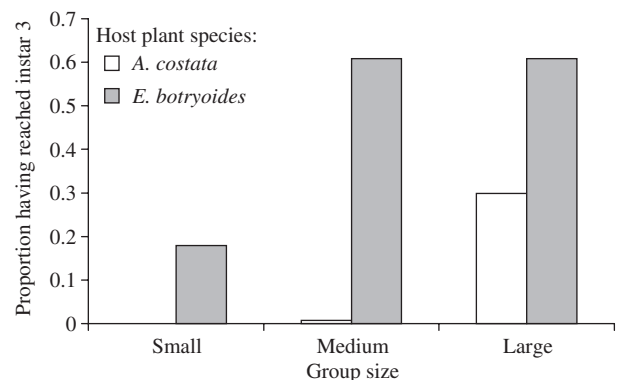 Proportion having reached instar 3
0.7
0.6
0.5
0.4
0.3
0.2
0.1
0
Host plant species:
A. costata
E. botryoides
Small
Medium
Large
Group size